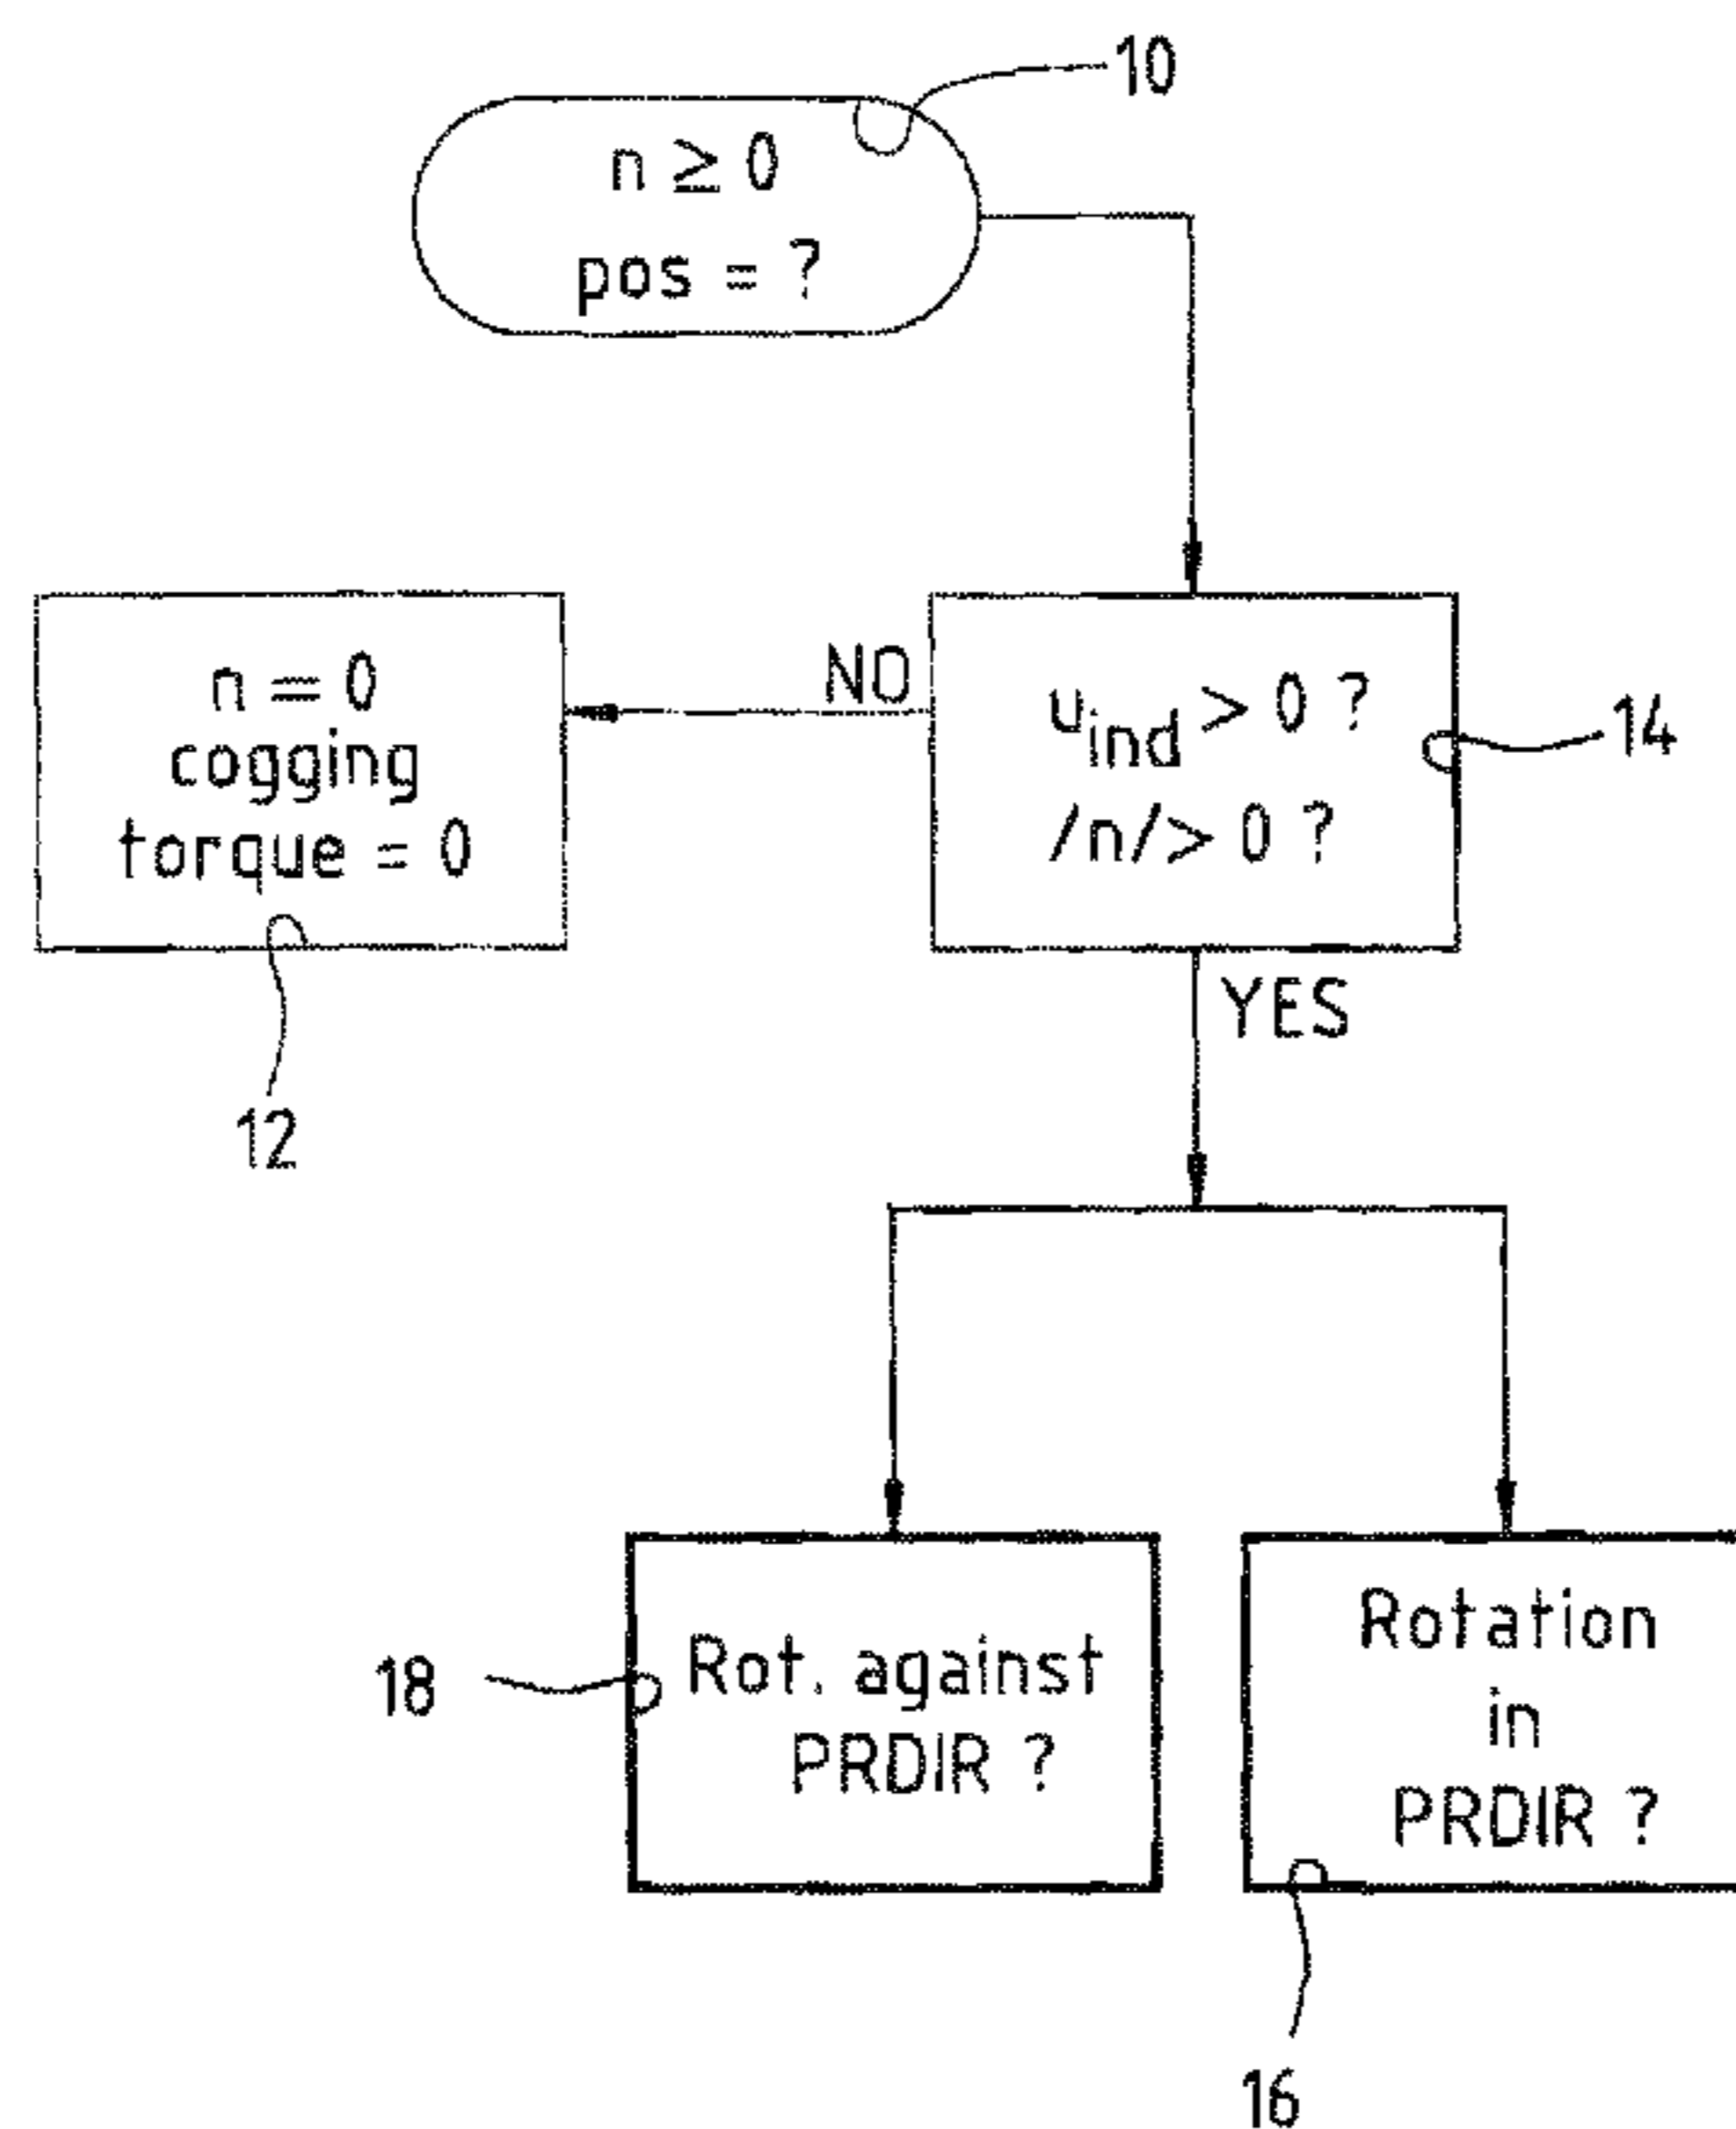 10
n ≥ 0
pos = ?
n = 0
cogging
torque = 0
NO
u_ind > 0 ?
/n/> 0 ?
14
YES
12
18
Rot. against
PRDIR ?
Rotation
in
PRDIR ?
16